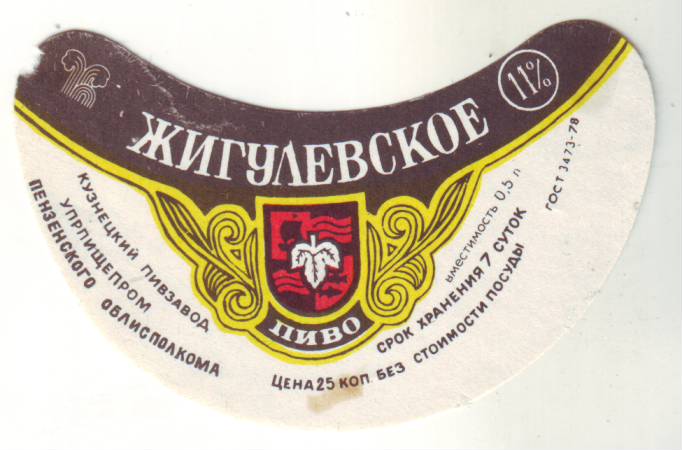 ЖИГУЛЕВСКОЕ
11%
ПИВО
КУЗНЕЦКИЙ ПИВЗАВОД
УПРПИЩЕПРОМ
ПЕНЗЕНСКОГО ОБЛИСПОЛКОМА
вместимость 0,5 л
СРОК ХРАНЕНИЯ 7 СУТОК
ЦЕНА 25 КОП. БЕЗ СТОИМОСТИ ПОСУДЫ
ГОСТ 3473-78